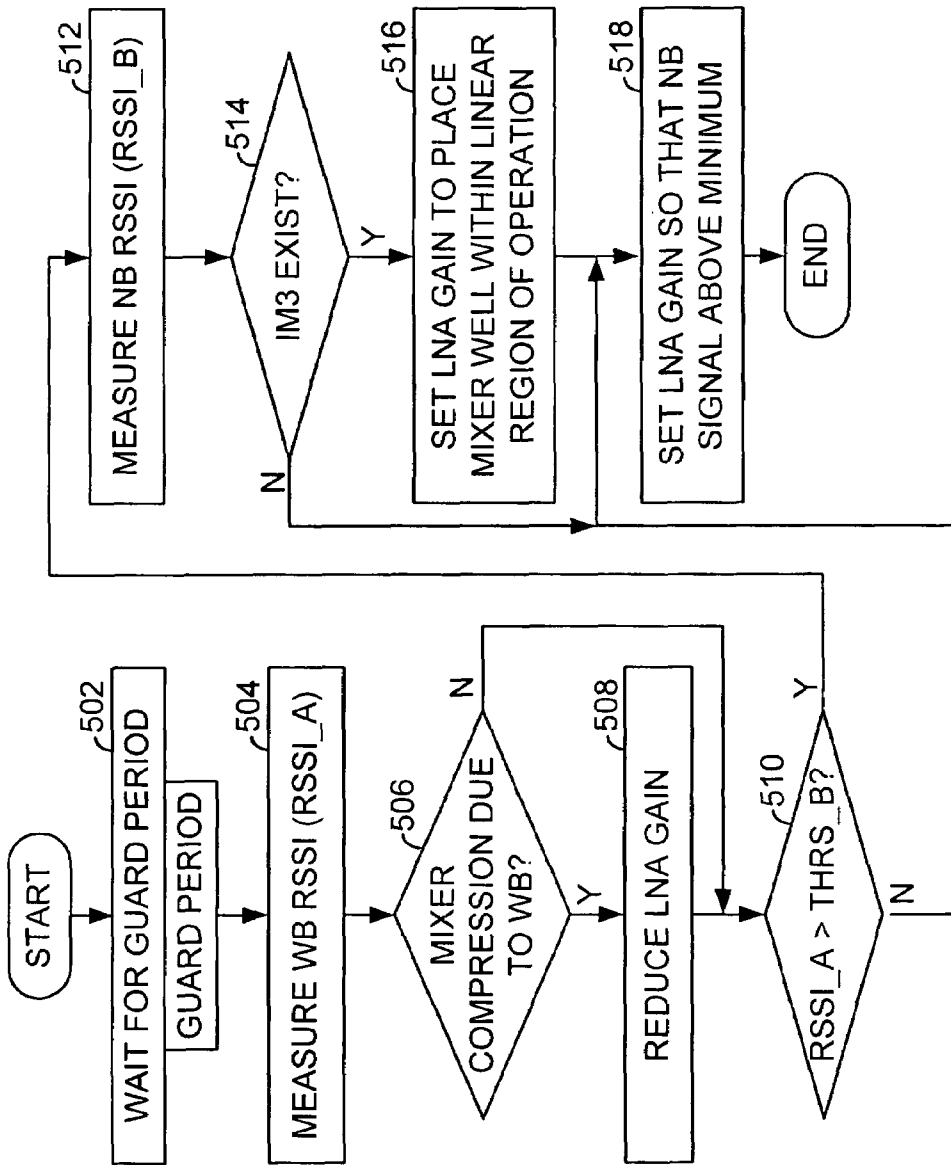 START
502
WAIT FOR GUARD PERIOD
GUARD PERIOD
504
MEASURE WB RSSI (RSSI_A)
506
MIXER
COMPRESSION DUE
TO WB?
N
Y
508
REDUCE LNA GAIN
510
RSSI_A > THRS_B?
Y
N
512
MEASURE NB RSSI (RSSI_B)
514
IM3 EXIST?
N
Y
516
SET LNA GAIN TO PLACE
MIXER WELL WITHIN LINEAR
REGION OF OPERATION
518
SET LNA GAIN SO THAT NB
SIGNAL ABOVE MINIMUM
END